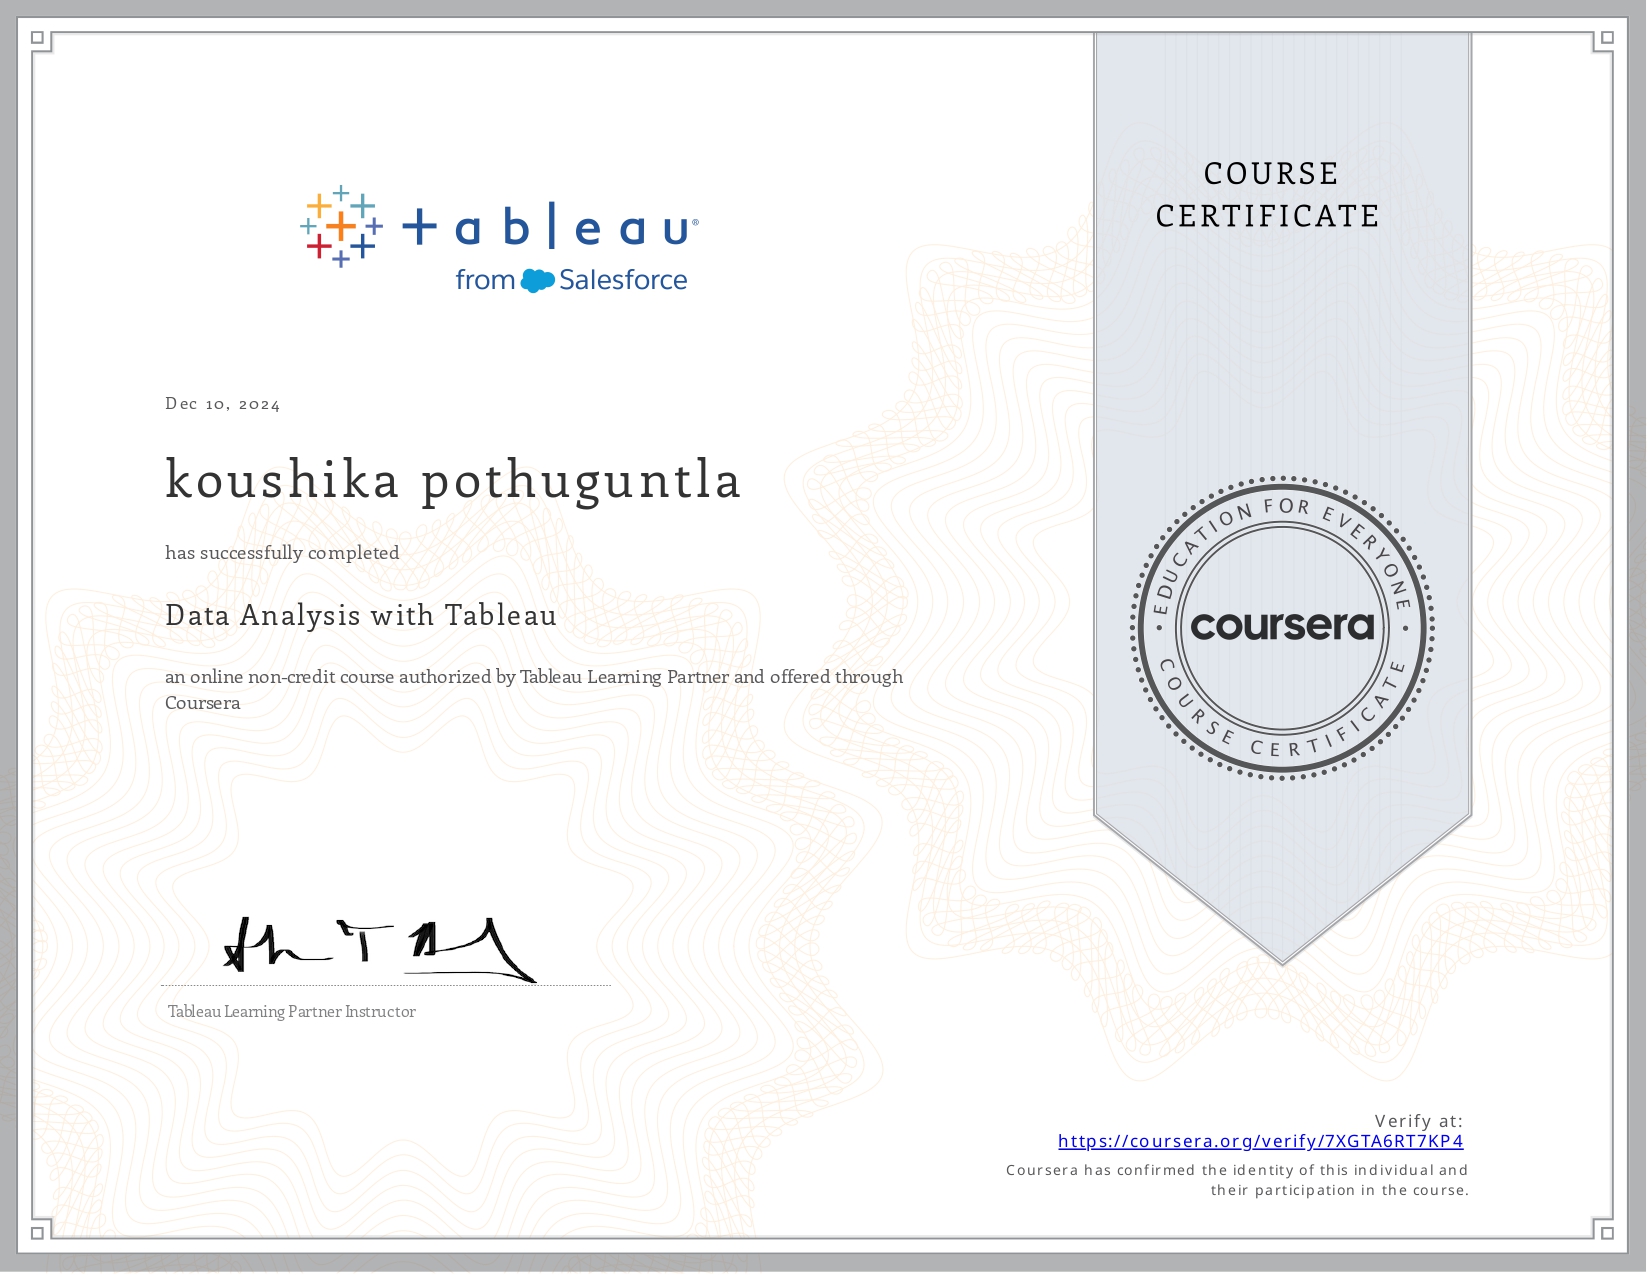 tableau®
from Salesforce
COURSE
CERTIFICATE
Dec 10, 2024
koushika pothuguntla
has successfully completed
Data Analysis with Tableau
an online non-credit course authorized by Tableau Learning Partner and offered through
Coursera
EDUCATION FOR EVERYONE
coursera
COURSE CERTIFICATE
Tableau Learning Partner Instructor
Verify at:
https://coursera.org/verify/7XGTA6RT7KP4
Coursera has confirmed the identity of this individual and
their participation in the course.